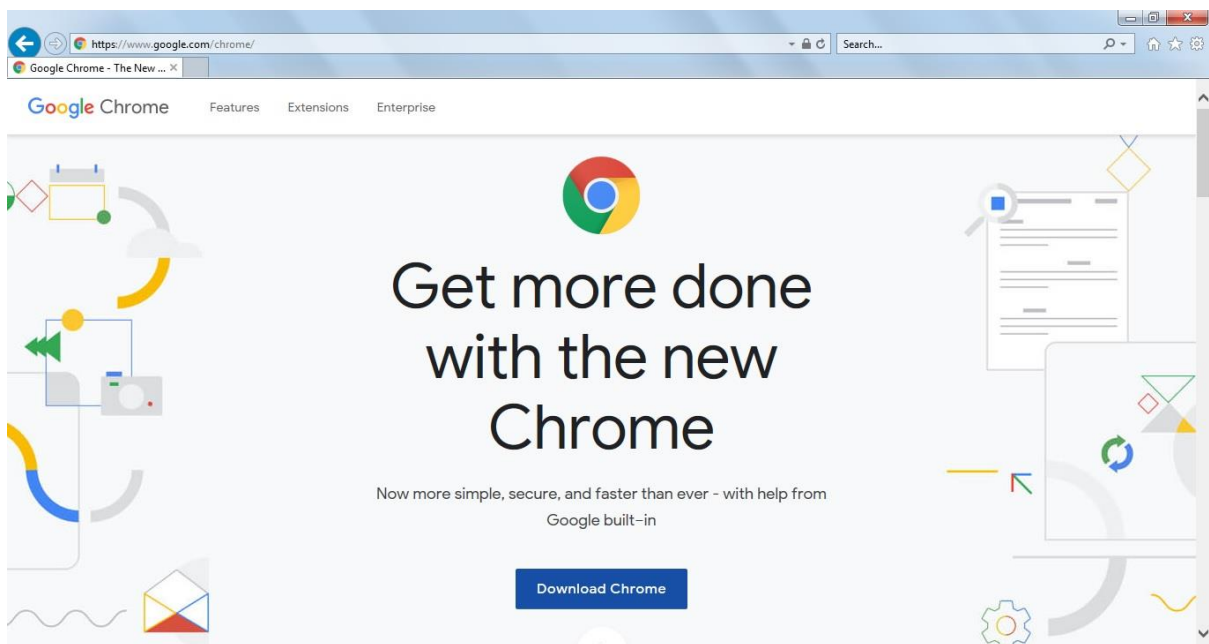 https://www.google.com/chrome/
Search...
Google Chrome - The New ...
Google Chrome
Features
Extensions
Enterprise
Get more done
with the new
Chrome
Now more simple, secure, and faster than ever - with help from
Google built-in
Download Chrome